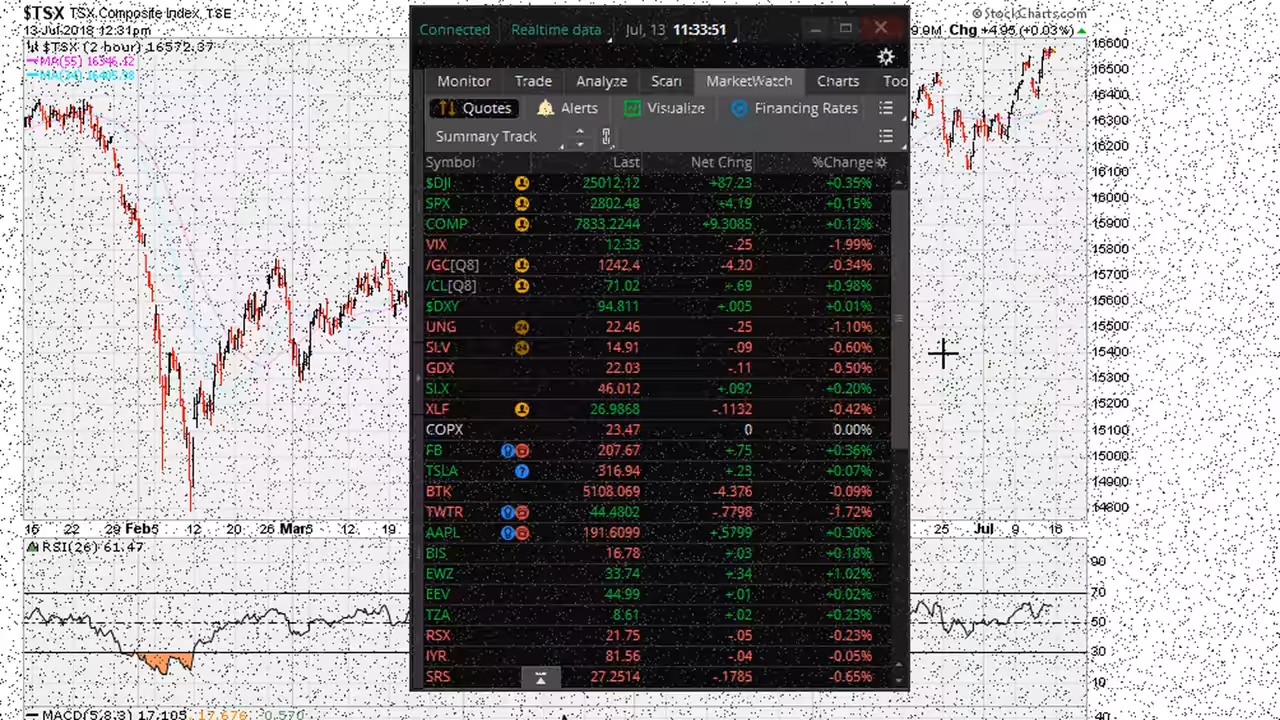 $TSX TSX Composite Index, TSE
© StockCharts.com
Chg +4.95 (+0.03%)
$TSX (2 hour) 16572.97
MA(55) 16346.42
Connected Realtime data Jul, 13 11:33:51
Monitor Trade Analyze Scan MarketWatch Charts Too
Quotes Alerts Visualize Financing Rates
Summary Track
Symbol Last Net Chng %Change
$DJI 25012.12 +87.23 +0.35%
SPX 2802.48 +4.19 +0.15%
COMP 7833.2244 +9.3085 +0.12%
VIX 12.33 -.25 -1.99%
/GC[Q8] 1242.4 -4.20 -0.34%
/CL[Q8] 71.02 +.69 +0.98%
$DXY 94.811 +.005 +0.01%
UNG 24 22.46 -.25 -1.10%
SLV 24 14.91 -.09 -0.60%
GDX 22.03 -.11 -0.50%
SLX 46.012 +.092 +0.20%
XLF 26.9868 -.1132 -0.42%
COPX 23.47 0 0.00%
FB 207.67 +.75 +0.36%
TSLA ? 316.94 +.23 +0.07%
BTK 5108.069 -4.376 -0.09%
TWTR 44.4802 -.7798 -1.72%
AAPL 191.6099 +.5799 +0.30%
BIS 16.78 +.03 +0.18%
EWZ 33.74 +.34 +1.02%
EEV 44.99 +.01 +0.02%
TZA 8.61 +.02 +0.23%
RSX 21.75 -.05 -0.23%
IYR 81.56 -.04 -0.05%
SRS 27.2514 -.1785 -0.65%
16600
16500
16400
16300
16200
16100
16000
15900
15800
15700
15600
15500
15400
15300
15200
15100
15000
14900
14800
15 29 Feb5 12 20 26 Mar5 19 25 Jul 9 16
RSI(26) 61.47
90
70
50
30
10
MACD(5,8,3) 17.105